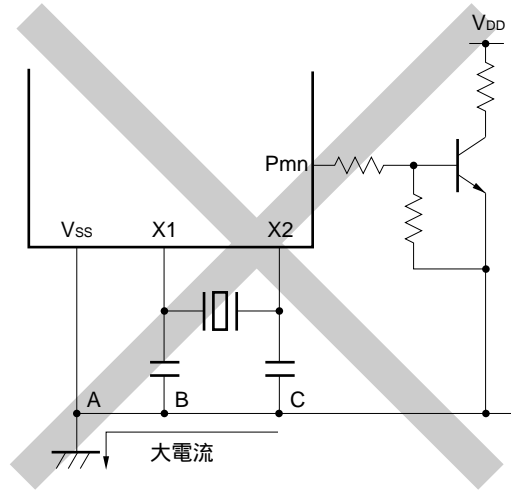 VDD
Pmn
VSS X1 X2
A B C
大電流